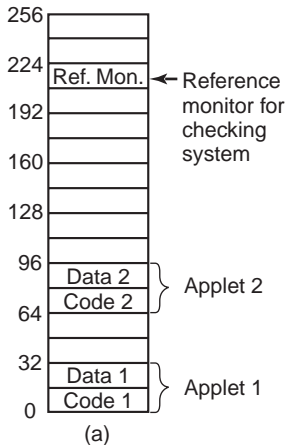 256
224
Ref. Mon.
Reference
monitor for
checking
system
192
160
128
96
Data 2
Applet 2
Code 2
64
32
Data 1
Applet 1
Code 1
0
(a)